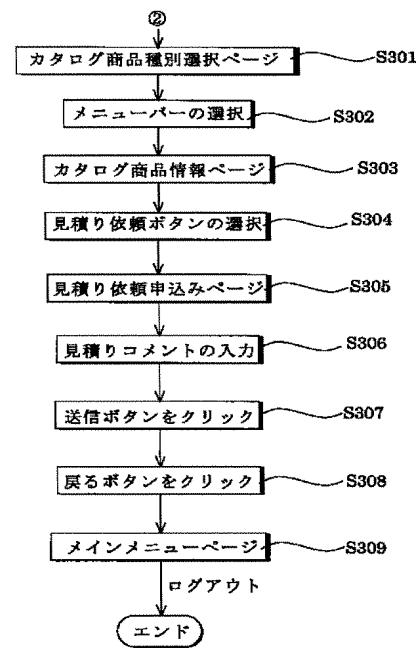 ②
カタログ商品種別選択ページ S301
メニューバーの選択 S302
カタログ商品情報ページ S303
見積り依頼ボタンの選択 S304
見積り依頼申込みページ S305
見積りコメントの入力 S306
送信ボタンをクリック S307
戻るボタンをクリック S308
メインメニューページ S309
ログアウト
エンド